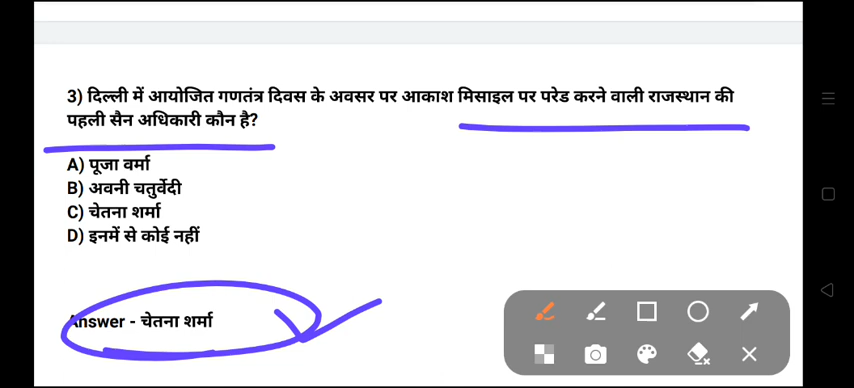 3) दिल्ली में आयोजित गणतंत्र दिवस के अवसर पर आकाश मिसाइल पर परेड करने वाली राजस्थान की
पहली सैन अधिकारी कौन है?
A) पूजा वर्मा
B) अवनी चतुर्वेदी
C) चेतना शर्मा
D) इनमें से कोई नहीं
Answer - चेतना शर्मा